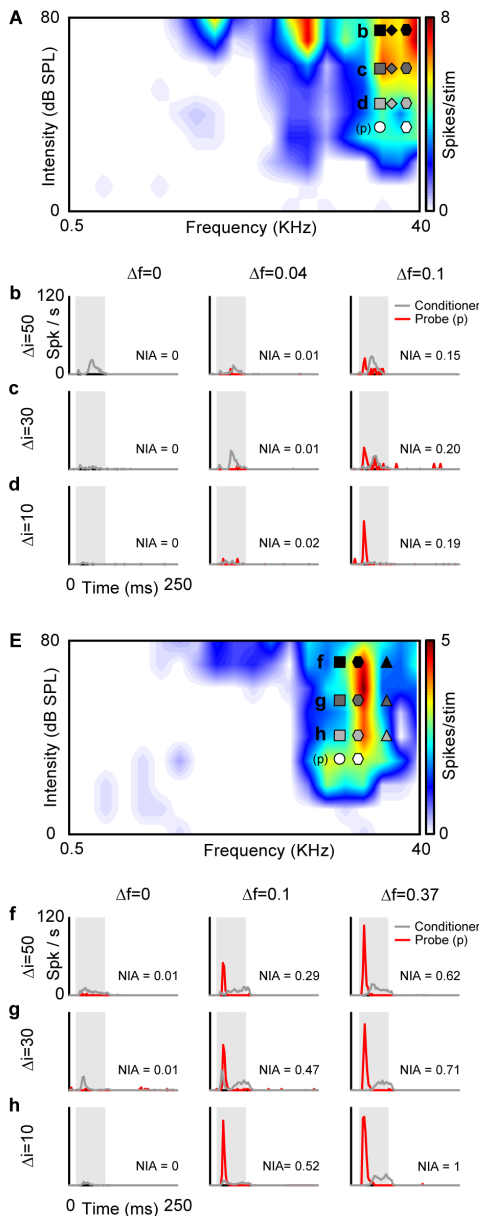 A
80
Intensity (dB SPL)
0
0.5
Frequency (KHz)
40
b
c
d
(p)
8
Spikes/stim
0
Δf=0
Δf=0.04
Δf=0.1
b
Δi=50
120
Spk / s
0
NIA = 0
NIA = 0.01
Conditioner
Probe (p)
NIA = 0.15
c
Δi=30
NIA = 0
NIA = 0.01
NIA = 0.20
d
Δi=10
NIA = 0
NIA = 0.02
NIA = 0.19
0 Time (ms) 250
E
80
Intensity (dB SPL)
0
0.5
Frequency (KHz)
40
f
g
h
(p)
5
Spikes/stim
0
Δf=0
Δf=0.1
Δf=0.37
f
Δi=50
120
Spk / s
0
NIA = 0.01
NIA = 0.29
Conditioner
Probe (p)
NIA = 0.62
g
Δi=30
NIA = 0.01
NIA = 0.47
NIA = 0.71
h
Δi=10
NIA = 0
NIA= 0.52
NIA = 1
0 Time (ms) 250